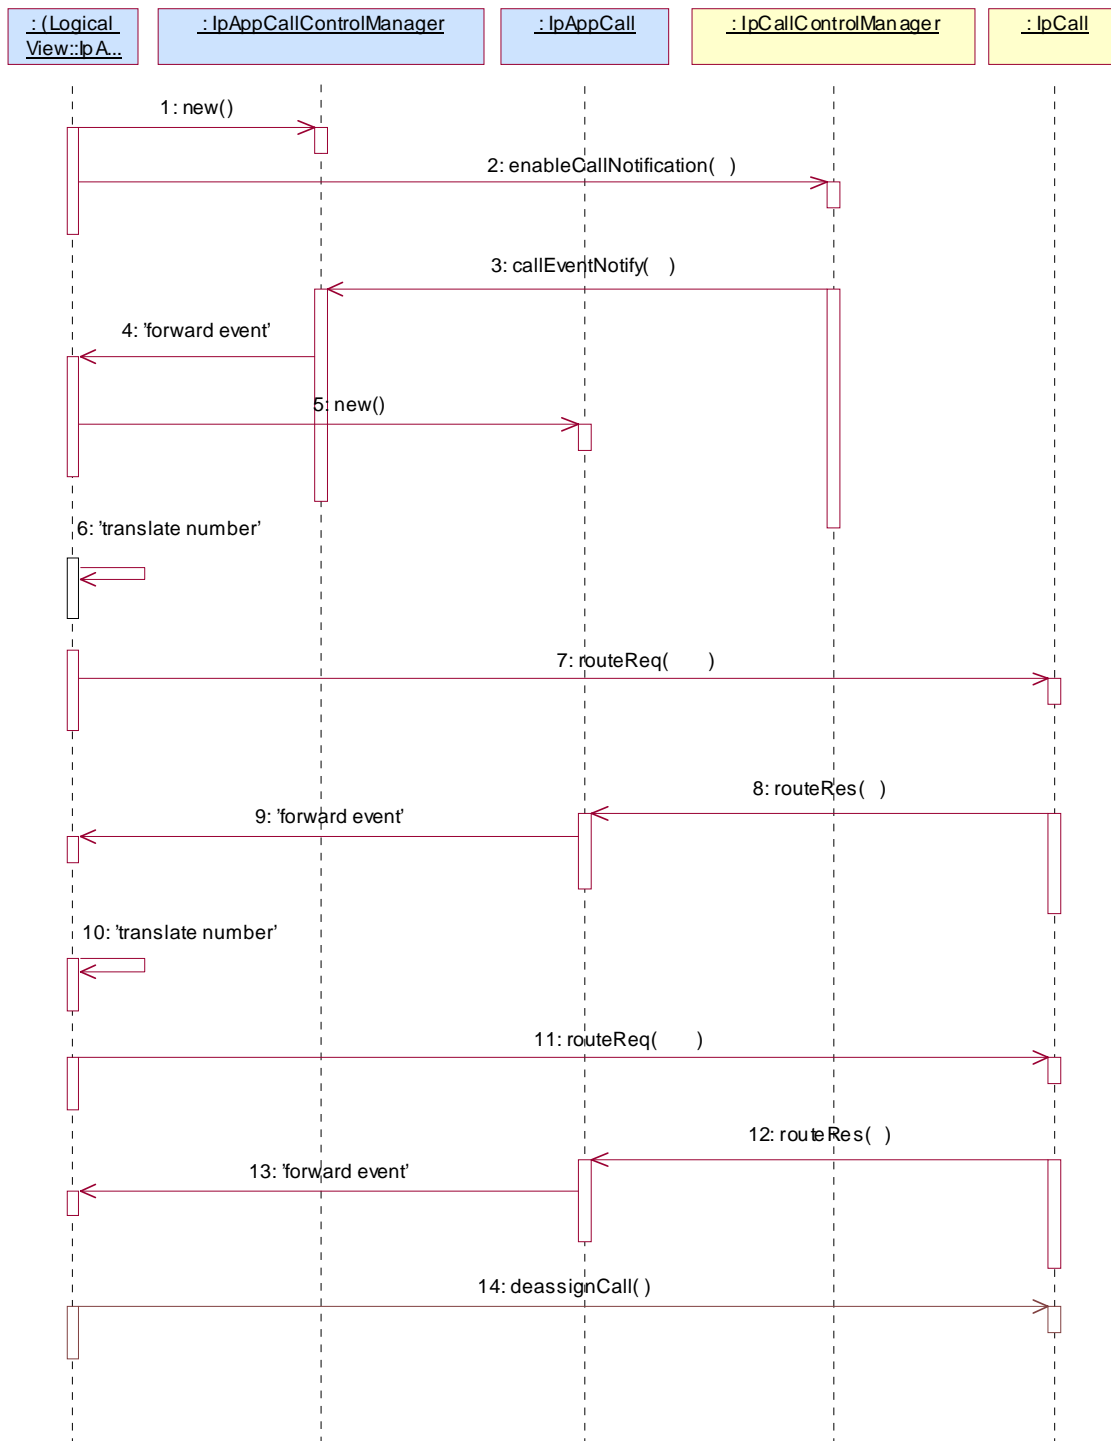 : (Logical
View::IpA...
: IpAppCallControlManager
: IpAppCall
: IpCallControlManager
: IpCall
1: new()
2: enableCallNotification( )
3: callEventNotify( )
4: 'forward event'
5: new()
6: 'translate number'
7: routeReq( )
8: routeRes( )
9: 'forward event'
10: 'translate number'
11: routeReq( )
12: routeRes( )
13: 'forward event'
14: deassignCall( )